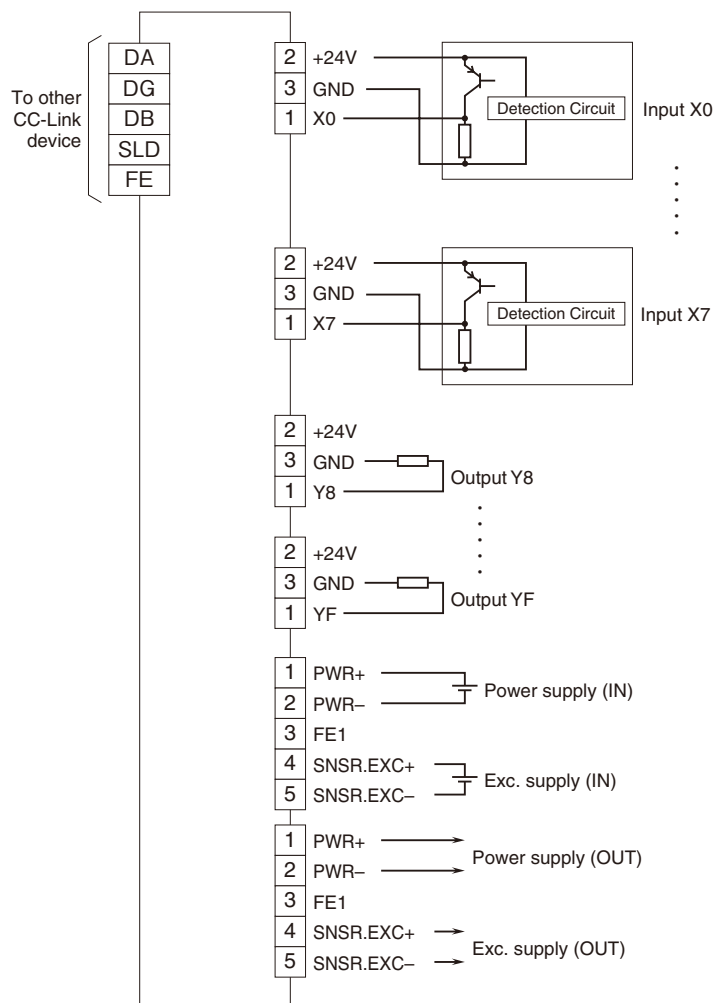 To other
CC-Link
device
DA
DG
DB
SLD
FE
2 +24V
3 GND
1 X0
Detection Circuit
Input X0
2 +24V
3 GND
1 X7
Detection Circuit
Input X7
2 +24V
3 GND
1 Y8
Output Y8
2 +24V
3 GND
1 YF
Output YF
1 PWR+
2 PWR–
Power supply (IN)
3 FE1
4 SNSR.EXC+
5 SNSR.EXC–
Exc. supply (IN)
1 PWR+
2 PWR–
Power supply (OUT)
3 FE1
4 SNSR.EXC+
5 SNSR.EXC–
Exc. supply (OUT)